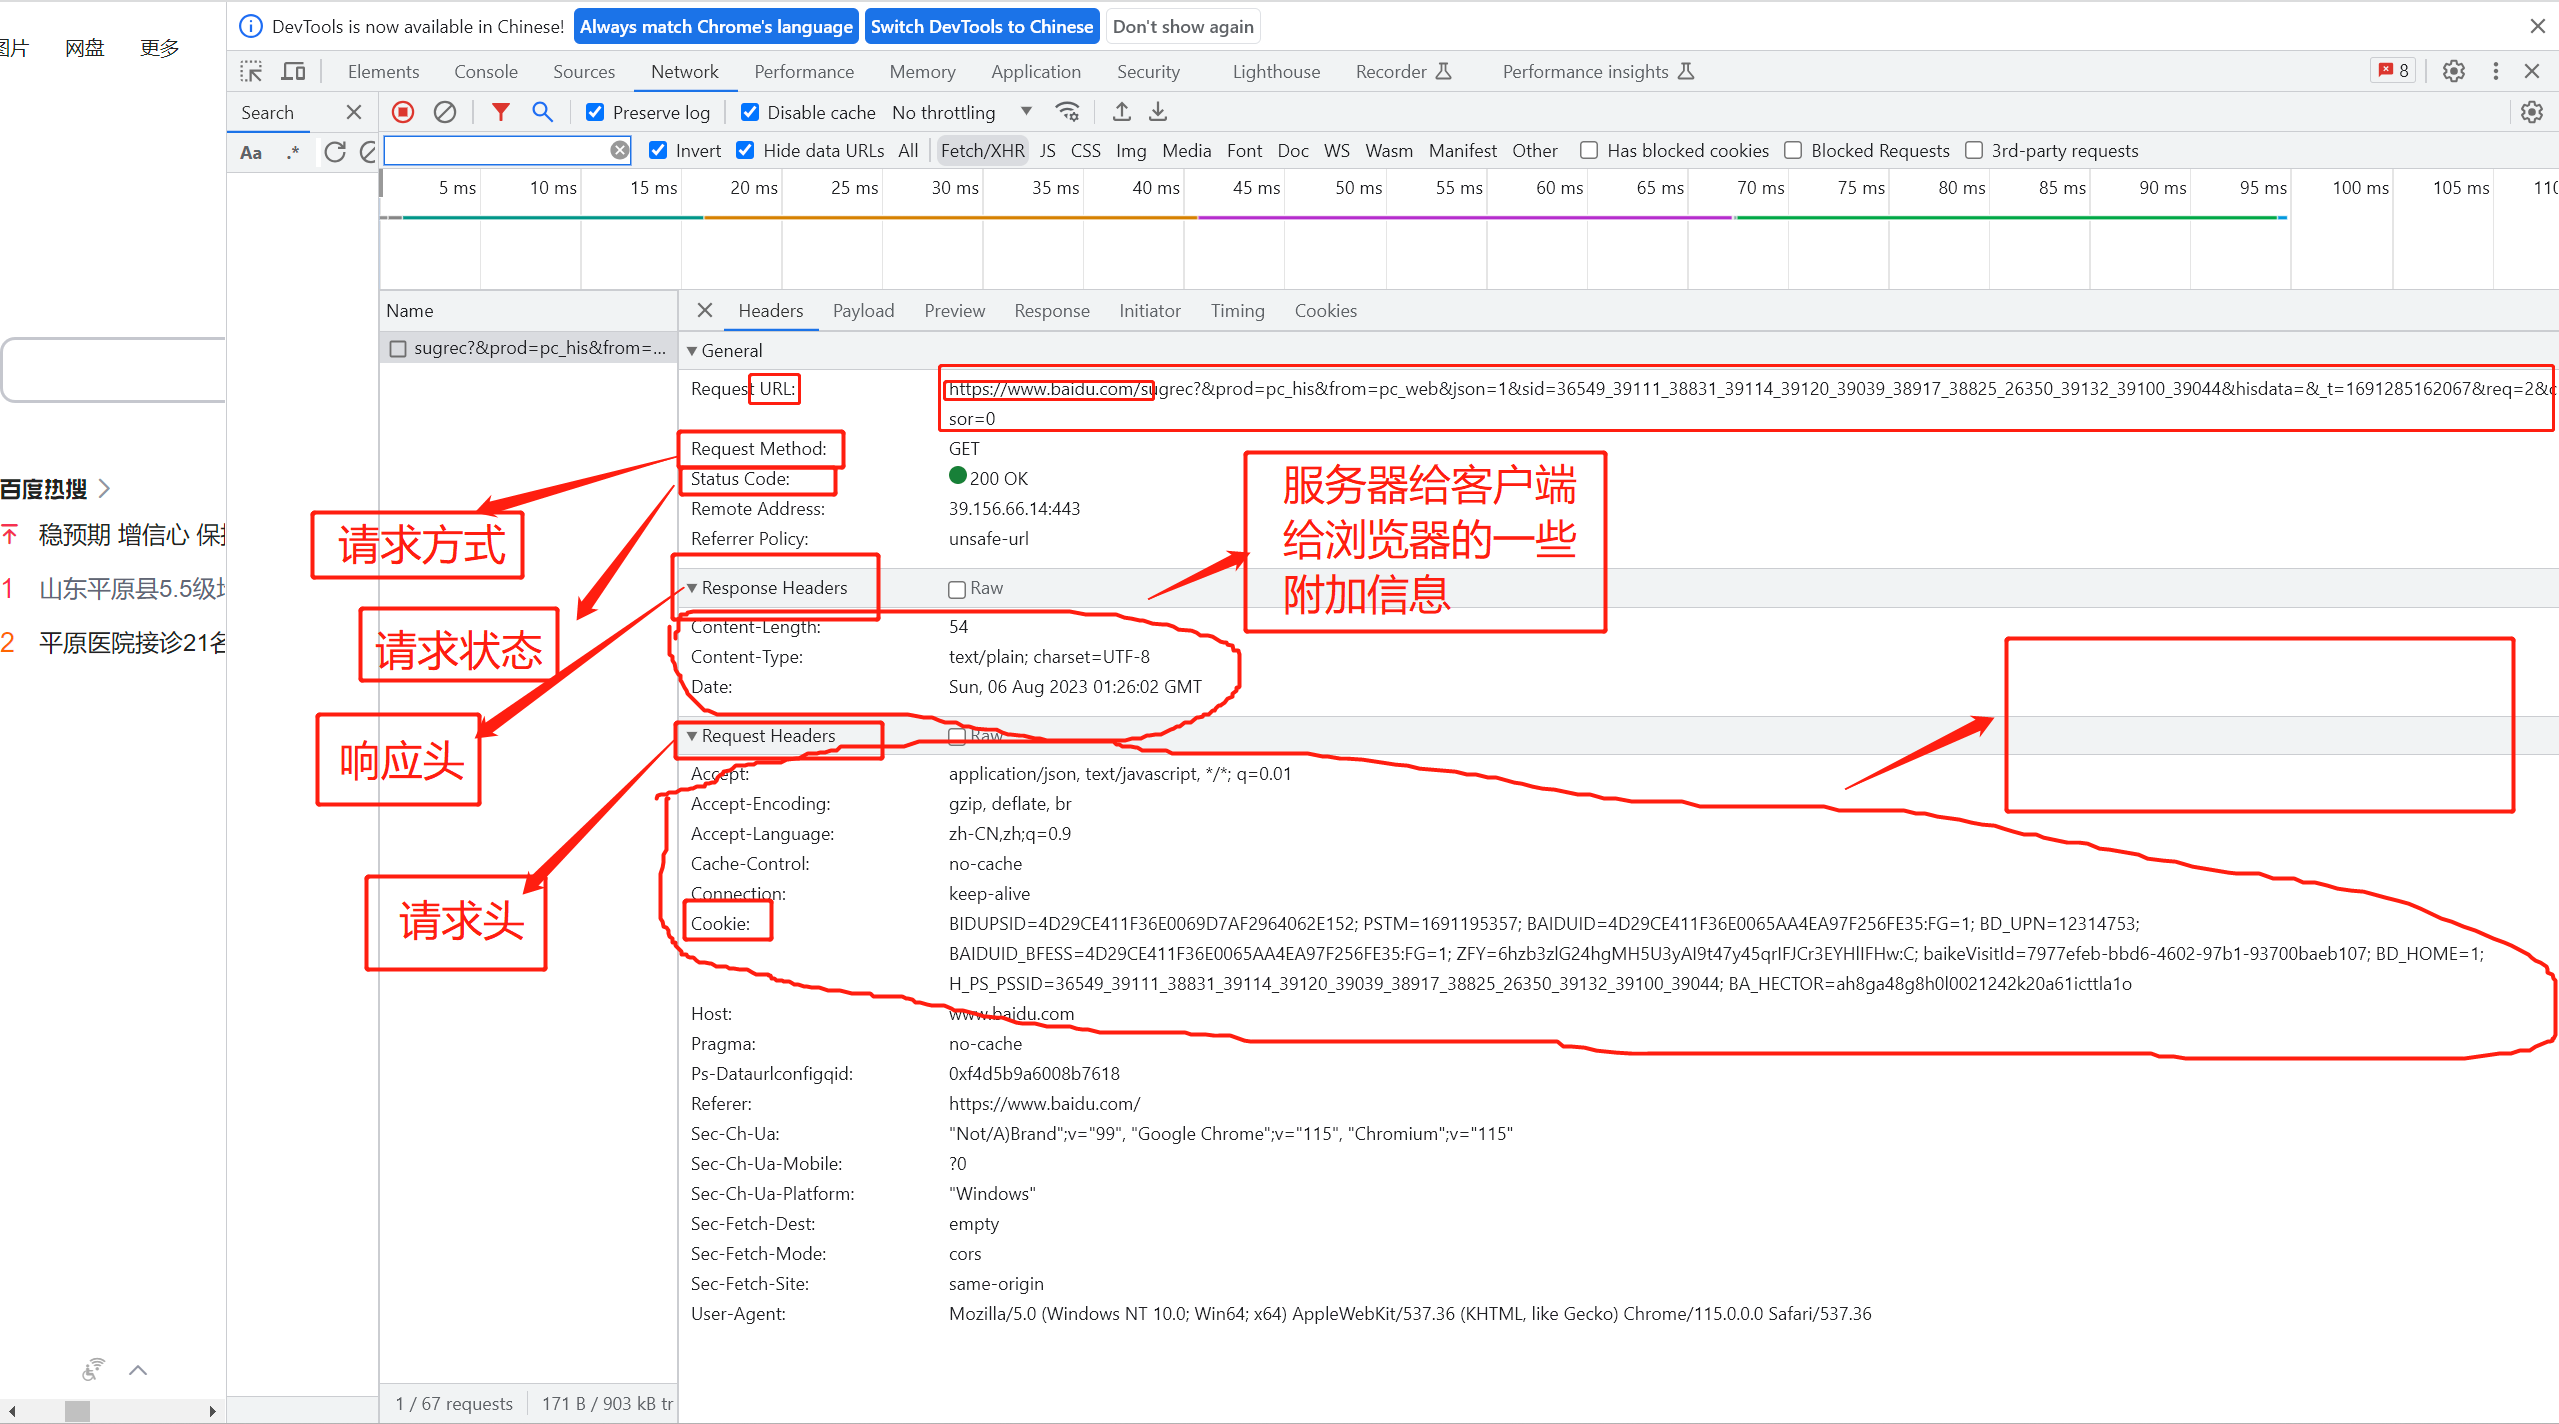 DevTools is now available in Chinese! Always match Chrome's language Switch DevTools to Chinese Don't show again
图片 网盘 更多
Elements Console Sources Network Performance Memory Application Security Lighthouse Recorder Performance insights 8
Search Preserve log Disable cache No throttling
Aa .* Invert Hide data URLs All Fetch/XHR JS CSS Img Media Font Doc WS Wasm Manifest Other Has blocked cookies Blocked Requests 3rd-party requests
5 ms 10 ms 15 ms 20 ms 25 ms 30 ms 35 ms 40 ms 45 ms 50 ms 55 ms 60 ms 65 ms 70 ms 75 ms 80 ms 85 ms 90 ms 95 ms 100 ms 105 ms 110
Name Headers Payload Preview Response Initiator Timing Cookies
sugrec?&prod=pc_his&from=...
General
Request URL: https://www.baidu.com/sugrec?&prod=pc_his&from=pc_web&json=1&sid=36549_39111_38831_39114_39120_39039_38917_38825_26350_39132_39100_39044&hisdata=&_t=1691285162067&req=2&c
sor=0
Request Method: GET
Status Code: 200 OK
Remote Address: 39.156.66.14:443
Referrer Policy: unsafe-url
服务器给客户端
给浏览器的一些
附加信息
百度热搜
稳预期 增信心 保
1 山东平原县5.5级
2 平原医院接诊21名
请求方式
请求状态
响应头
请求头
Response Headers Raw
Content-Length: 54
Content-Type: text/plain; charset=UTF-8
Date: Sun, 06 Aug 2023 01:26:02 GMT
Request Headers Raw
Accept: application/json, text/javascript, */*; q=0.01
Accept-Encoding: gzip, deflate, br
Accept-Language: zh-CN,zh;q=0.9
Cache-Control: no-cache
Connection: keep-alive
Cookie: BIDUPSID=4D29CE411F36E0069D7AF2964062E152; PSTM=1691195357; BAIDUID=4D29CE411F36E0065AA4EA97F256FE35:FG=1; BD_UPN=12314753;
BAIDUID_BFESS=4D29CE411F36E0065AA4EA97F256FE35:FG=1; ZFY=6hzb3zlG24hgMH5U3yAI9t47y45qrIFJCr3EYHlIFHw:C; baikeVisitId=7977efeb-bbd6-4602-97b1-93700baeb107; BD_HOME=1;
H_PS_PSSID=36549_39111_38831_39114_39120_39039_38917_38825_26350_39132_39100_39044; BA_HECTOR=ah8ga48g8h0l0021242k20a61icttla1o
Host: www.baidu.com
Pragma: no-cache
Ps-Dataurlconfigqid: 0xf4d5b9a6008b7618
Referer: https://www.baidu.com/
Sec-Ch-Ua: "Not/A)Brand";v="99", "Google Chrome";v="115", "Chromium";v="115"
Sec-Ch-Ua-Mobile: ?0
Sec-Ch-Ua-Platform: "Windows"
Sec-Fetch-Dest: empty
Sec-Fetch-Mode: cors
Sec-Fetch-Site: same-origin
User-Agent: Mozilla/5.0 (Windows NT 10.0; Win64; x64) AppleWebKit/537.36 (KHTML, like Gecko) Chrome/115.0.0.0 Safari/537.36
1 / 67 requests 171 B / 903 kB tr